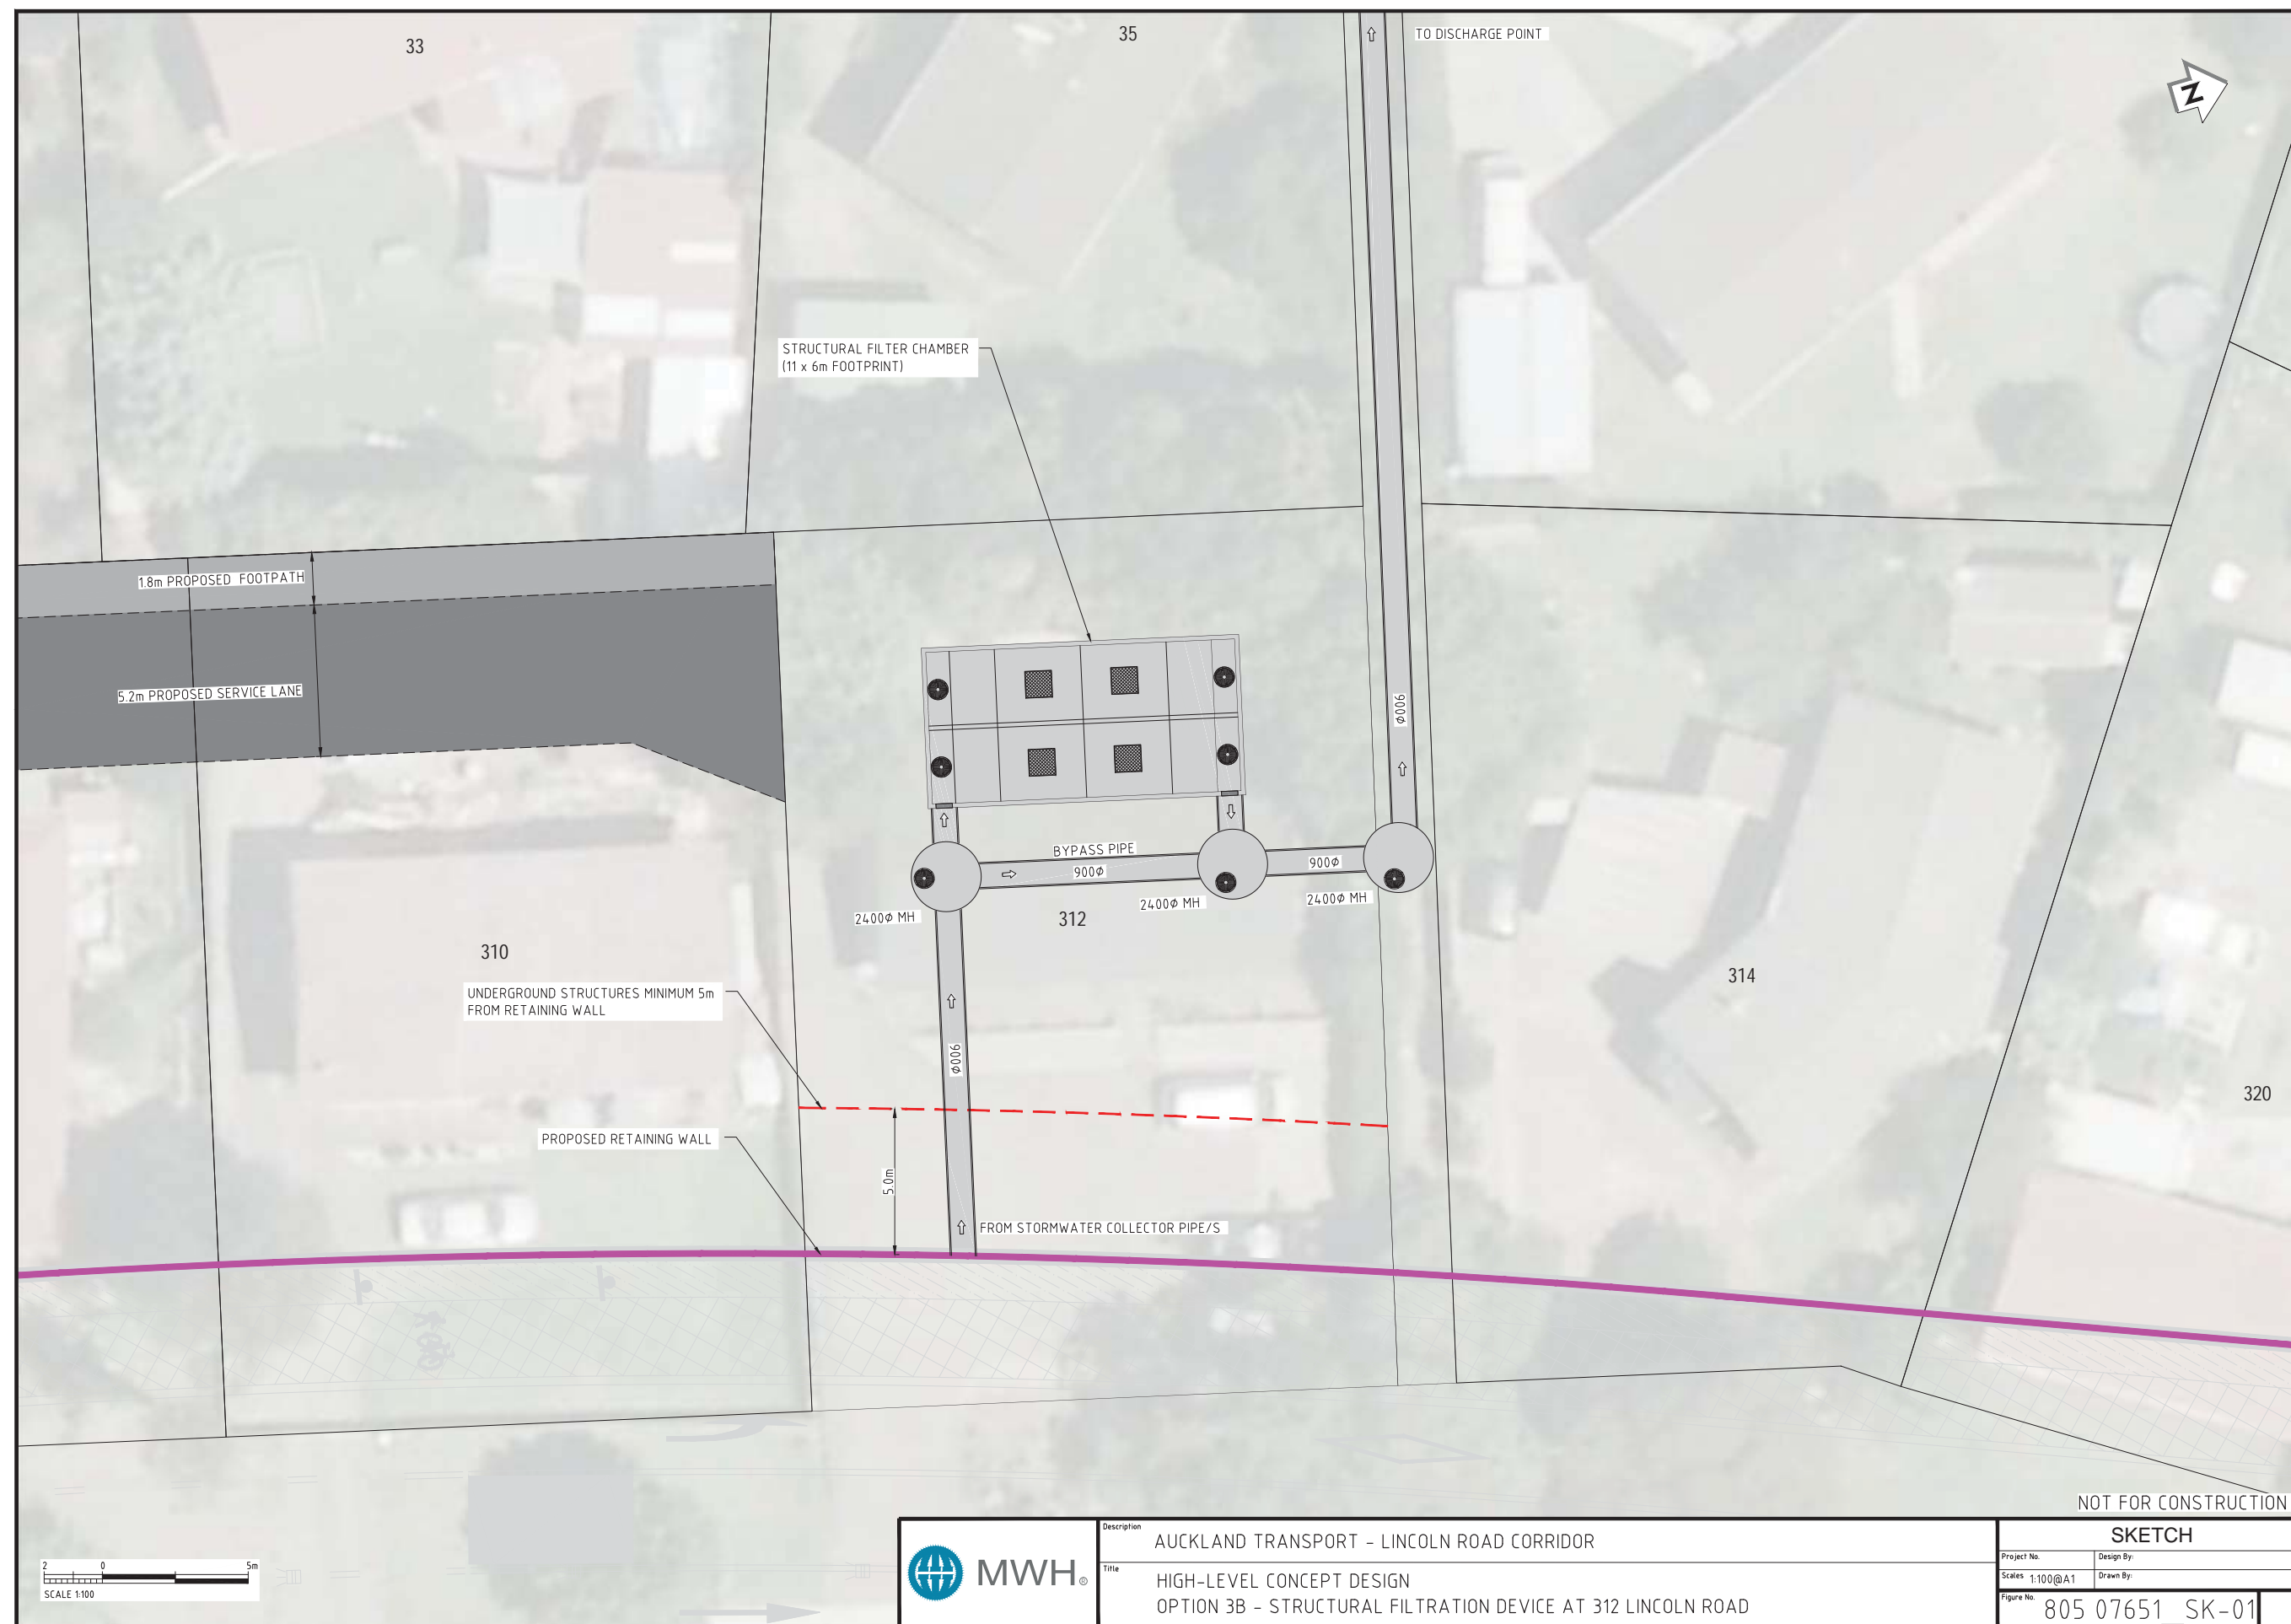 33
35
TO DISCHARGE POINT
N
STRUCTURAL FILTER CHAMBER
(11 x 6m FOOTPRINT)
1.8m PROPOSED FOOTPATH
5.2m PROPOSED SERVICE LANE
900Ø
BYPASS PIPE
900Ø
900Ø
2400Ø MH
2400Ø MH
2400Ø MH
312
310
314
UNDERGROUND STRUCTURES MINIMUM 5m
FROM RETAINING WALL
900Ø
320
PROPOSED RETAINING WALL
5.0m
FROM STORMWATER COLLECTOR PIPE/S
NOT FOR CONSTRUCTION
2 0 5m
SCALE 1:100
MWH®
Description
AUCKLAND TRANSPORT - LINCOLN ROAD CORRIDOR
Title
HIGH-LEVEL CONCEPT DESIGN
OPTION 3B - STRUCTURAL FILTRATION DEVICE AT 312 LINCOLN ROAD
SKETCH
Project No.
Design By:
Scales 1:100@A1
Drawn By:
Figure No.
805 07651_SK-01